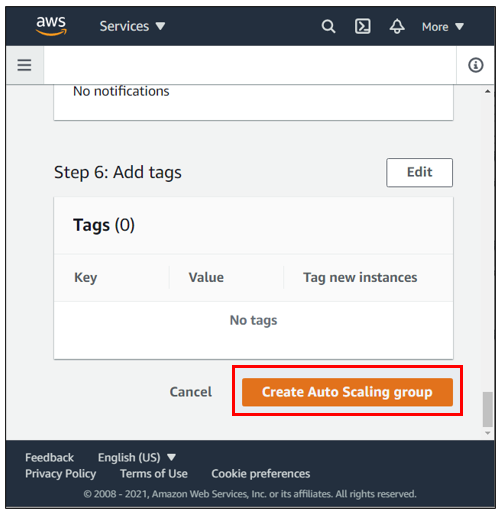 aws Services More
No notifications
Step 6: Add tags Edit
Tags (0)
Key Value Tag new instances
No tags
Cancel Create Auto Scaling group
Feedback English (US)
Privacy Policy Terms of Use Cookie preferences
© 2008 - 2021, Amazon Web Services, Inc. or its affiliates. All rights reserved.